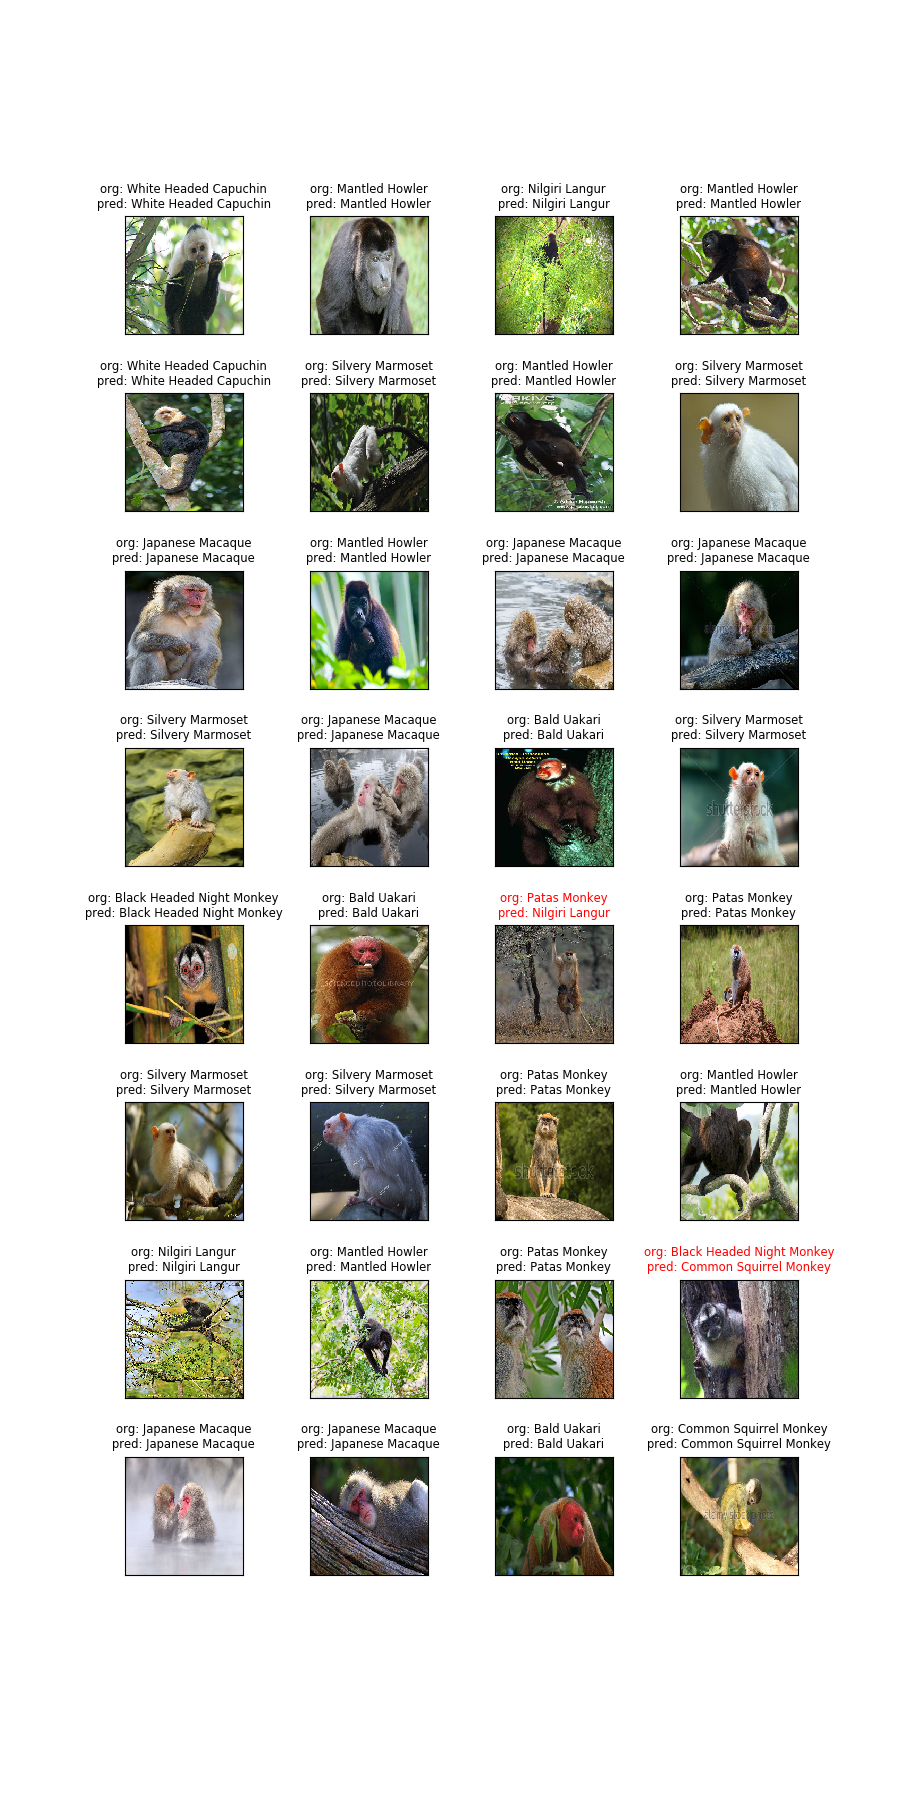 org: White Headed Capuchin
pred: White Headed Capuchin
org: Mantled Howler
pred: Mantled Howler
org: Nilgiri Langur
pred: Nilgiri Langur
org: Mantled Howler
pred: Mantled Howler
org: White Headed Capuchin
pred: White Headed Capuchin
org: Silvery Marmoset
pred: Silvery Marmoset
org: Mantled Howler
pred: Mantled Howler
org: Silvery Marmoset
pred: Silvery Marmoset
ARKIVE
org: Japanese Macaque
pred: Japanese Macaque
org: Mantled Howler
pred: Mantled Howler
org: Japanese Macaque
pred: Japanese Macaque
org: Japanese Macaque
pred: Japanese Macaque
org: Silvery Marmoset
pred: Silvery Marmoset
org: Japanese Macaque
pred: Japanese Macaque
org: Bald Uakari
pred: Bald Uakari
org: Silvery Marmoset
pred: Silvery Marmoset
shutterstock
org: Black Headed Night Monkey
pred: Black Headed Night Monkey
org: Bald Uakari
pred: Bald Uakari
org: Patas Monkey
pred: Nilgiri Langur
org: Patas Monkey
pred: Patas Monkey
SCIENCEPHOTOLIBRARY
org: Silvery Marmoset
pred: Silvery Marmoset
org: Silvery Marmoset
pred: Silvery Marmoset
org: Patas Monkey
pred: Patas Monkey
org: Mantled Howler
pred: Mantled Howler
shutterstock
org: Nilgiri Langur
pred: Nilgiri Langur
org: Mantled Howler
pred: Mantled Howler
org: Patas Monkey
pred: Patas Monkey
org: Black Headed Night Monkey
pred: Common Squirrel Monkey
org: Japanese Macaque
pred: Japanese Macaque
org: Japanese Macaque
pred: Japanese Macaque
org: Bald Uakari
pred: Bald Uakari
org: Common Squirrel Monkey
pred: Common Squirrel Monkey